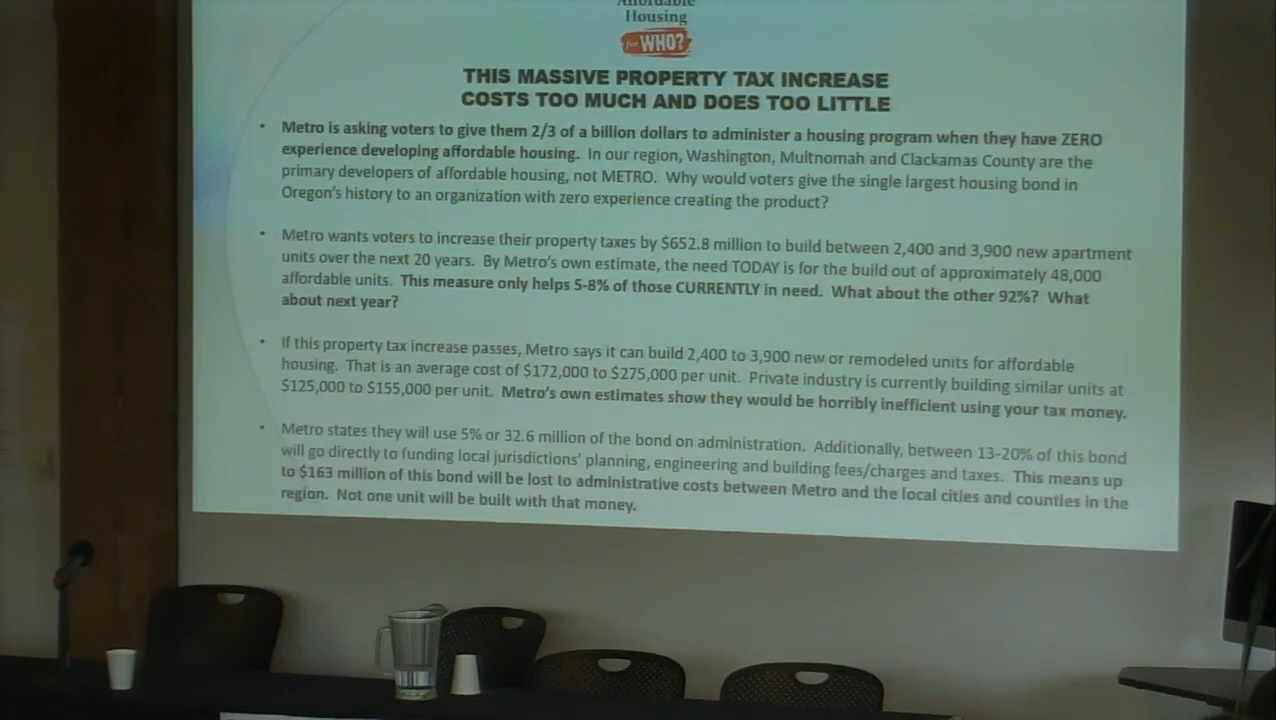 Affordable
Housing
for WHO?
THIS MASSIVE PROPERTY TAX INCREASE
COSTS TOO MUCH AND DOES TOO LITTLE
• Metro is asking voters to give them 2/3 of a billion dollars to administer a housing program when they have ZERO
experience developing affordable housing. In our region, Washington, Multnomah and Clackamas County are the
primary developers of affordable housing, not METRO. Why would voters give the single largest housing bond in
Oregon's history to an organization with zero experience creating the product?
• Metro wants voters to increase their property taxes by $652.8 million to build between 2,400 and 3,900 new apartment
units over the next 20 years. By Metro's own estimate, the need TODAY is for the build out of approximately 48,000
affordable units. This measure only helps 5-8% of those CURRENTLY in need. What about the other 92%? What
about next year?
• If this property tax increase passes, Metro says it can build 2,400 to 3,900 new or remodeled units for affordable
housing. That is an average cost of $172,000 to $275,000 per unit. Private industry is currently building similar units at
$125,000 to $155,000 per unit. Metro's own estimates show they would be horribly inefficient using your tax money.
• Metro states they will use 5% or 32.6 million of the bond on administration. Additionally, between 13-20% of this bond
will go directly to funding local jurisdictions' planning, engineering and building fees/charges and taxes. This means up
to $163 million of this bond will be lost to administrative costs between Metro and the local cities and counties in the
region. Not one unit will be built with that money.